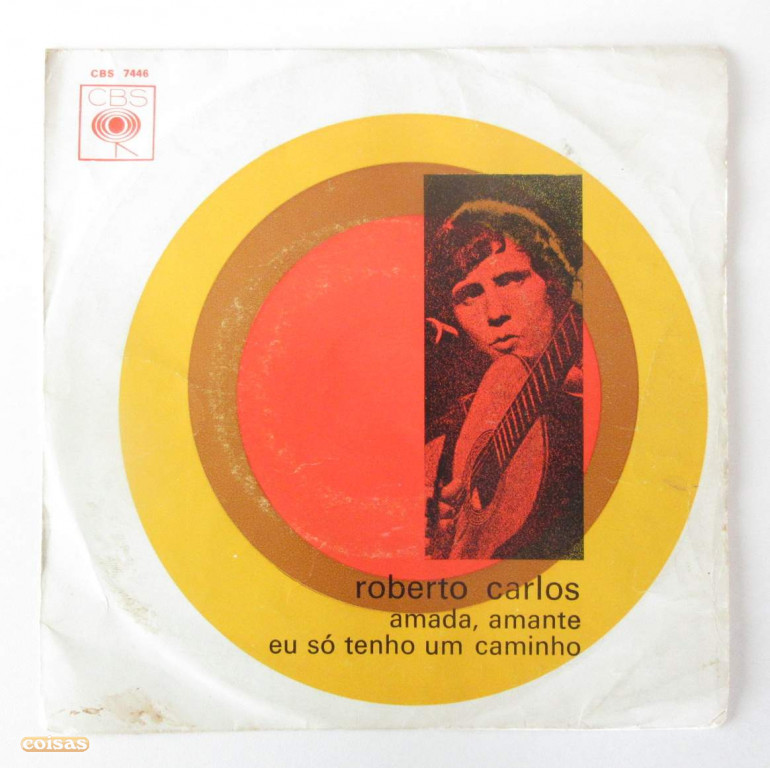 CBS 7446
CBS
roberto carlos
amada, amante
eu só tenho um caminho
coisas